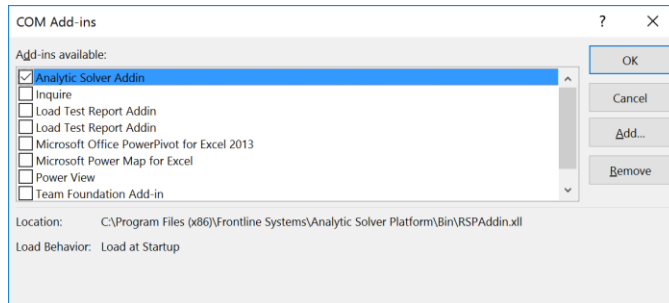 COM Add-ins ? ×
Add-ins available:
Analytic Solver Addin
Inquire
Load Test Report Addin
Load Test Report Addin
Microsoft Office PowerPivot for Excel 2013
Microsoft Power Map for Excel
Power View
Team Foundation Add-in
OK
Cancel
Add...
Remove
Location: C:\Program Files (x86)\Frontline Systems\Analytic Solver Platform\Bin\RSPAddin.xll
Load Behavior: Load at Startup